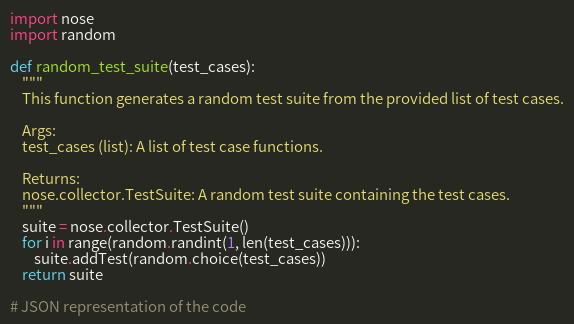 import nose
import random

def random_test_suite(test_cases):
    """
    This function generates a random test suite from the provided list of test cases.

    Args:
    test_cases (list): A list of test case functions.

    Returns:
    nose.collector.TestSuite: A random test suite containing the test cases.
    """
    suite = nose.collector.TestSuite()
    for i in range(random.randint(1, len(test_cases))):
        suite.addTest(random.choice(test_cases))
    return suite

# JSON representation of the code